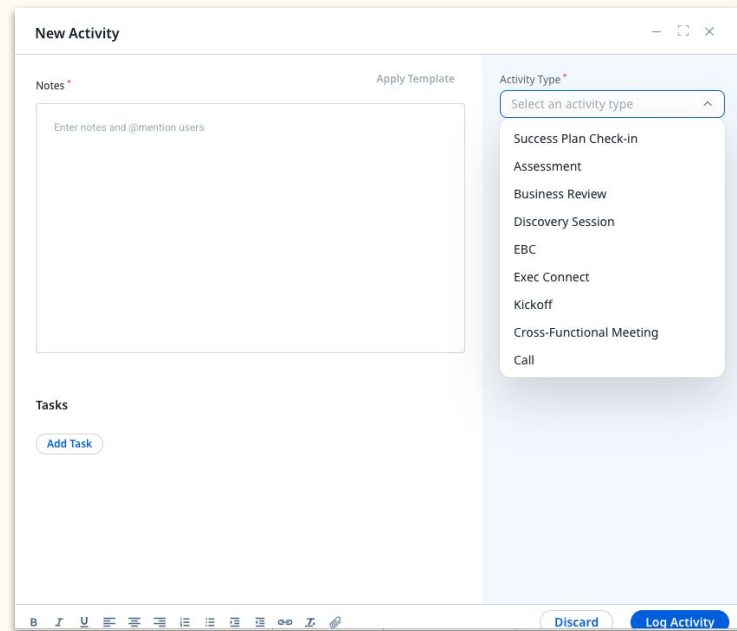 New Activity
Notes *
Apply Template
Enter notes and @mention users
Activity Type *
Select an activity type
Success Plan Check-in
Assessment
Business Review
Discovery Session
EBC
Exec Connect
Kickoff
Cross-Functional Meeting
Call
Tasks
Add Task
B I U
Discard
Log Activity